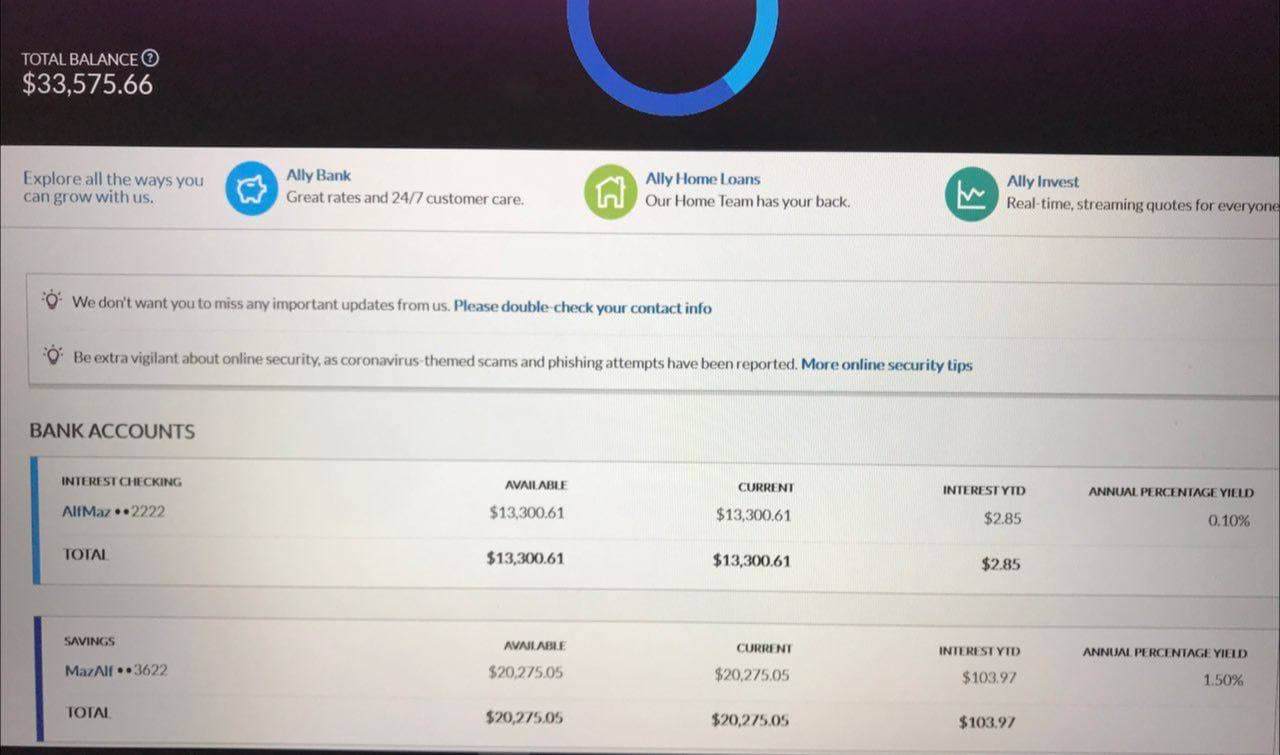 TOTAL BALANCE ?
$33,575.66
Explore all the ways you
can grow with us.
Ally Bank
Great rates and 24/7 customer care.
Ally Home Loans
Our Home Team has your back.
Ally Invest
Real-time, streaming quotes for everyone
We don't want you to miss any important updates from us. Please double-check your contact info
Be extra vigilant about online security, as coronavirus-themed scams and phishing attempts have been reported. More online security tips
BANK ACCOUNTS
INTEREST CHECKING AVAILABLE CURRENT INTEREST YTD ANNUAL PERCENTAGE YIELD
AlfMaz ••2222 $13,300.61 $13,300.61 $2.85 0.10%
TOTAL $13,300.61 $13,300.61 $2.85
SAVINGS AVAILABLE CURRENT INTEREST YTD ANNUAL PERCENTAGE YIELD
MazAlf ••3622 $20,275.05 $20,275.05 $103.97 1.50%
TOTAL $20,275.05 $20,275.05 $103.97